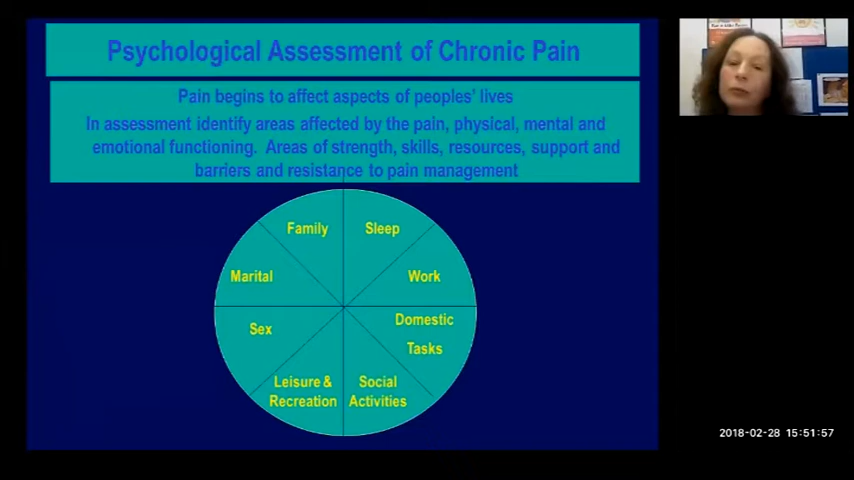 Psychological Assessment of Chronic Pain
Pain begins to affect aspects of peoples' lives
In assessment identify areas affected by the pain, physical, mental and
emotional functioning. Areas of strength, skills, resources, support and
barriers and resistance to pain management
Family
Sleep
Marital
Work
Sex
Domestic
Tasks
Leisure &
Recreation
Social
Activities
2018-02-28 15:51:57